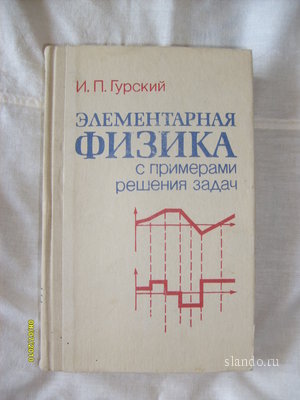 И. П. Гурский
ЭЛЕМЕНТАРНАЯ
ФИЗИКА
с примерами
решения задач
slando.ru